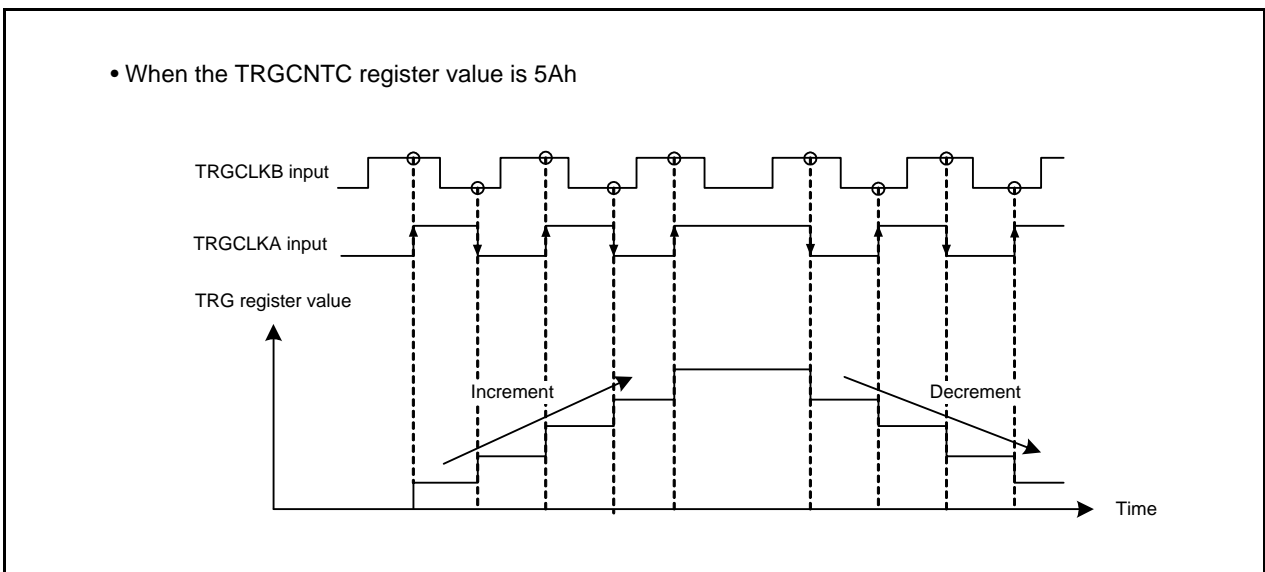 • When the TRGCNTC register value is 5Ah
TRGCLKB input
TRGCLKA input
TRG register value
Increment
Decrement
Time